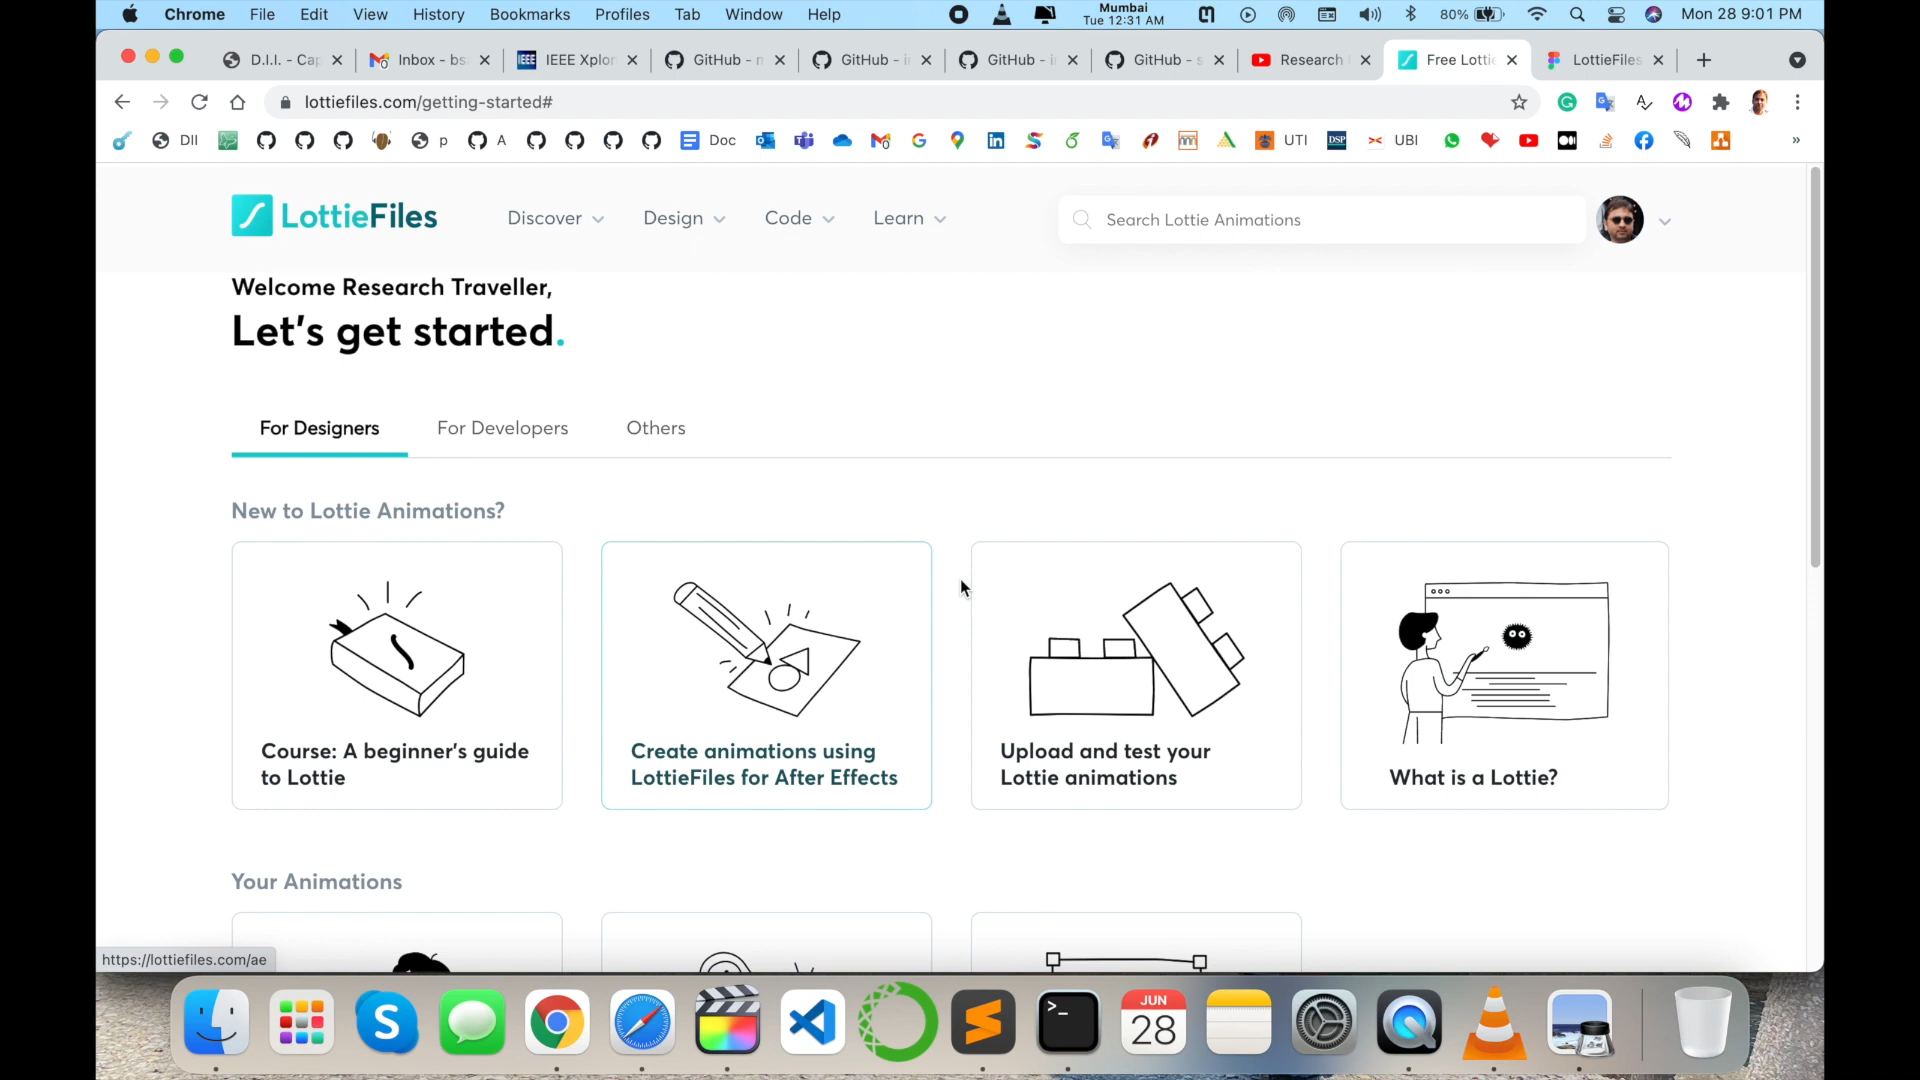 Chrome File Edit View History Bookmarks Profiles Tab Window Help
Mumbai
Tue 12:31 AM
80%
Mon 28 9:01 PM
D.I.I. - Cap
Inbox - bs
IEEE Xplor
GitHub - n
GitHub - i
GitHub - i
GitHub - s
Research
Free Lottie
LottieFiles
lottiefiles.com/getting-started#
DII
p
A
Doc
UTI
DSP
UBI
LottieFiles
Discover Design Code Learn
Search Lottie Animations
Welcome Research Traveller,
Let's get started.
For Designers For Developers Others
New to Lottie Animations?
Course: A beginner's guide
to Lottie
Create animations using
LottieFiles for After Effects
Upload and test your
Lottie animations
What is a Lottie?
Your Animations
https://lottiefiles.com/ae
JUN
28